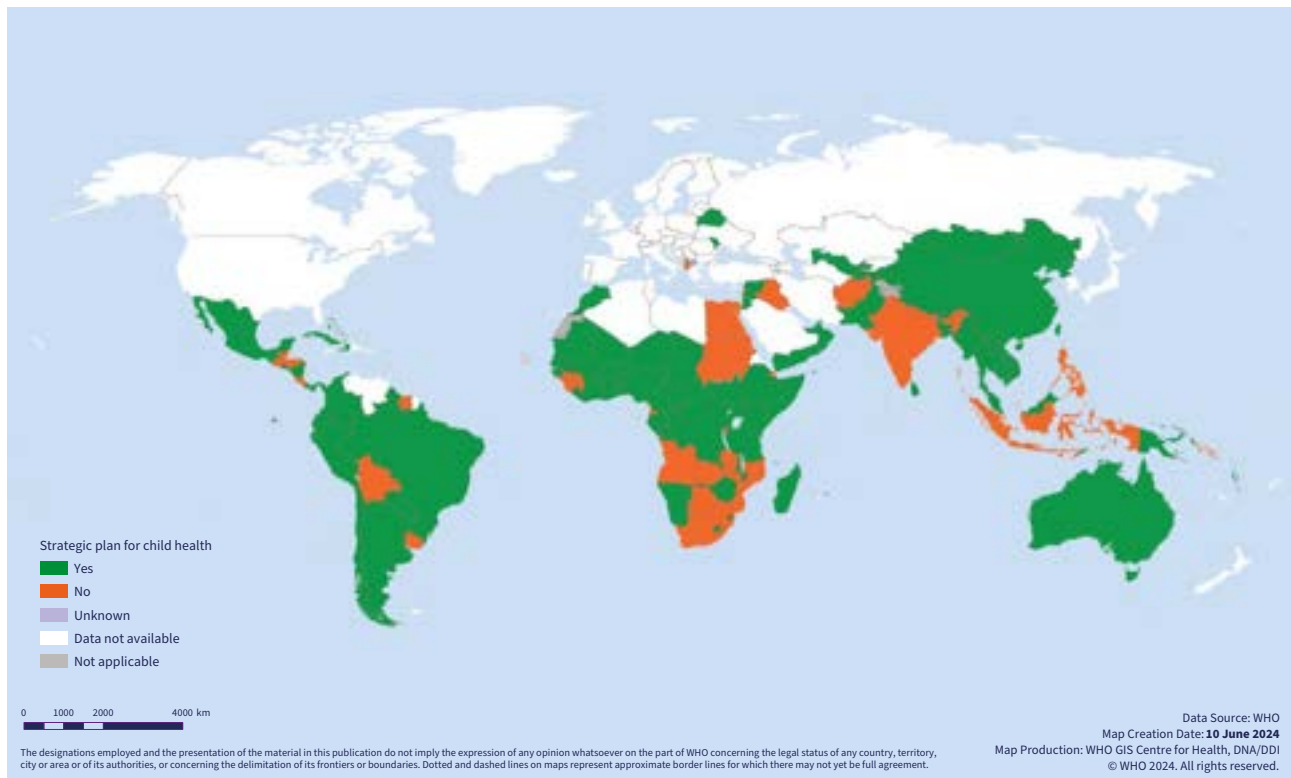 Strategic plan for child health
Yes
No
Unknown
Data not available
Not applicable
0 1000 2000 4000 km
The designations employed and the presentation of the material in this publication do not imply the expression of any opinion whatsoever on the part of WHO concerning the legal status of any country, territory,
city or area or of its authorities, or concerning the delimitation of its frontiers or boundaries. Dotted and dashed lines on maps represent approximate border lines for which there may not yet be full agreement.
Data Source: WHO
Map Creation Date: 10 June 2024
Map Production: WHO GIS Centre for Health, DNA/DDI
© WHO 2024. All rights reserved.